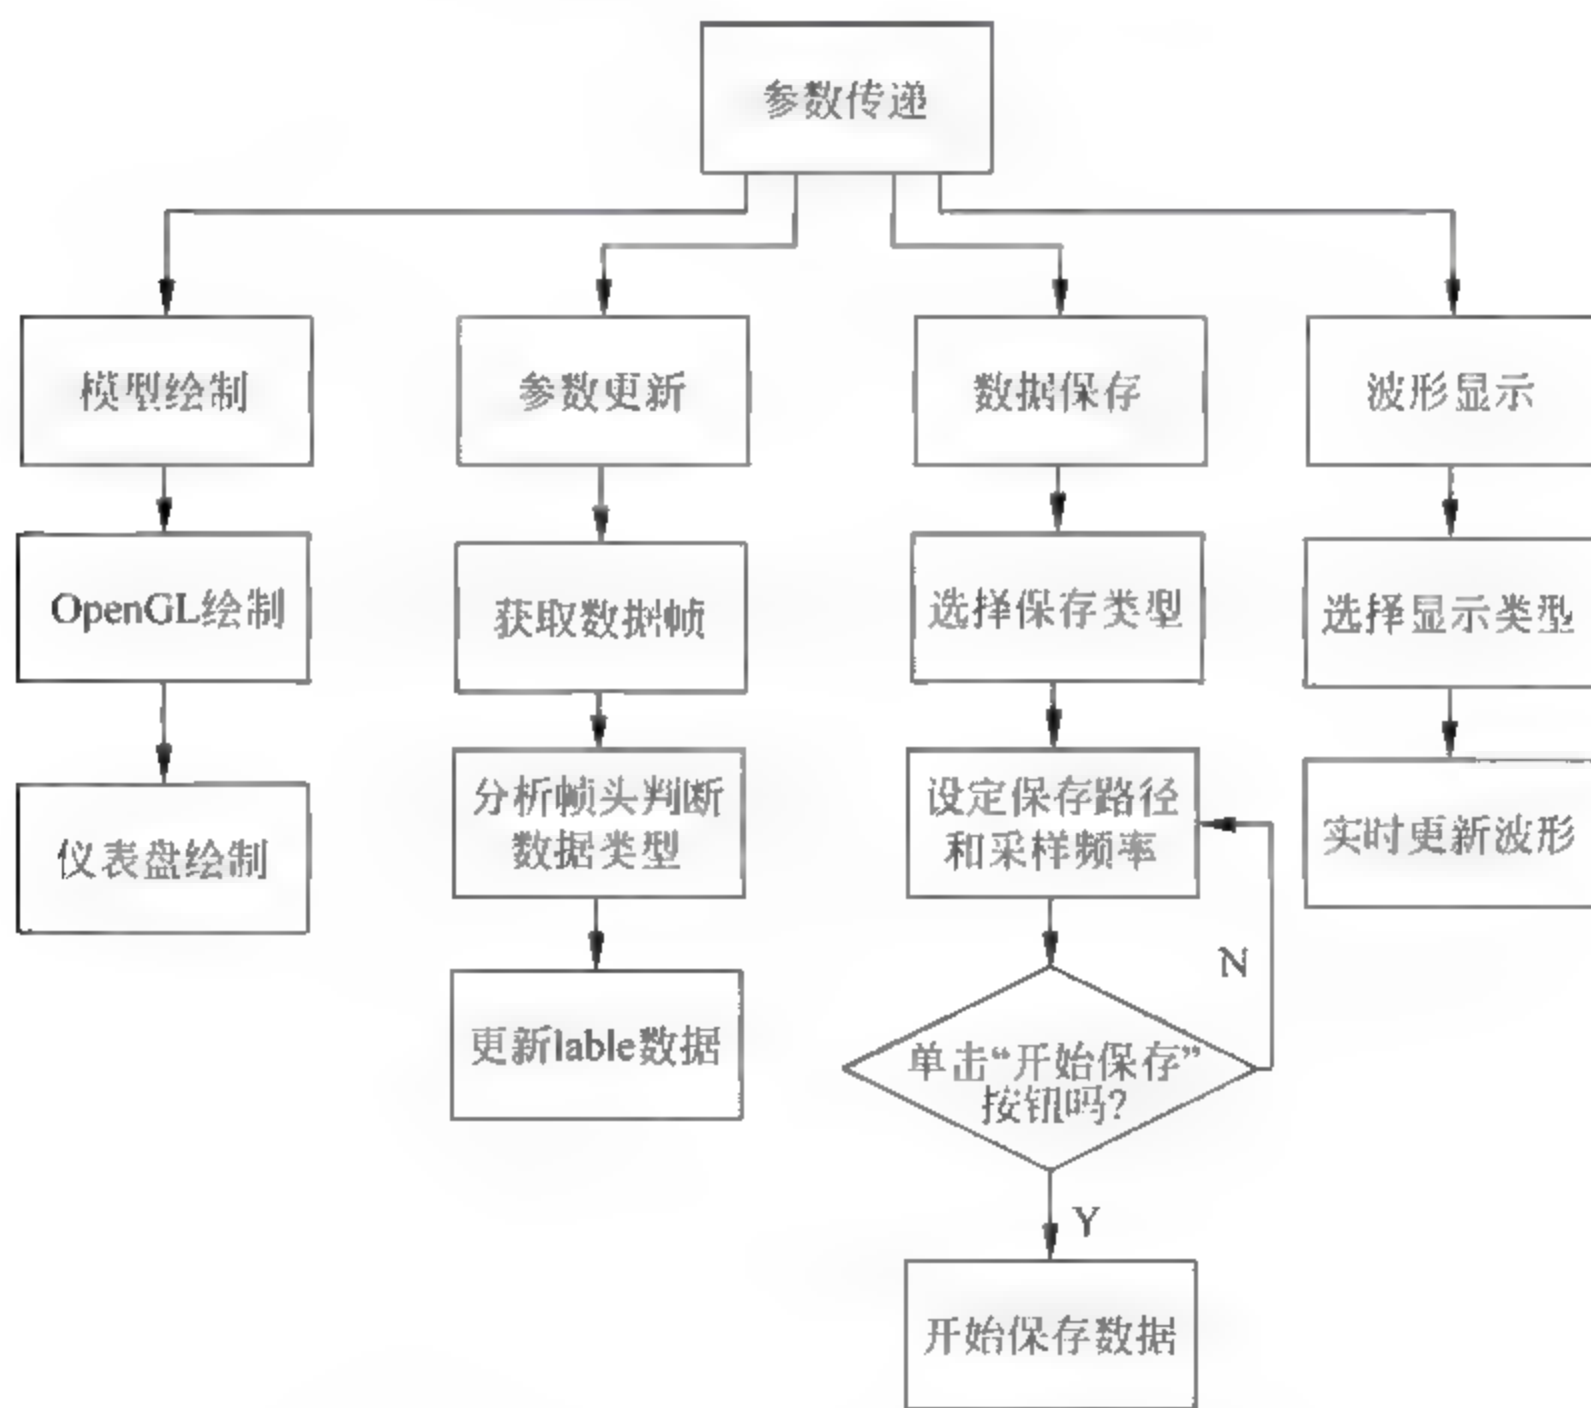 参数传递
模型绘制
参数更新
数据保存
波形显示
OpenGL绘制
获取数据帧
选择保存类型
选择显示类型
仪表盘绘制
分析帧头判断
数据类型
设定保存路径
和采样频率
实时更新波形
N
更新lable数据
单击“开始保存”
按钮吗?
Y
开始保存数据